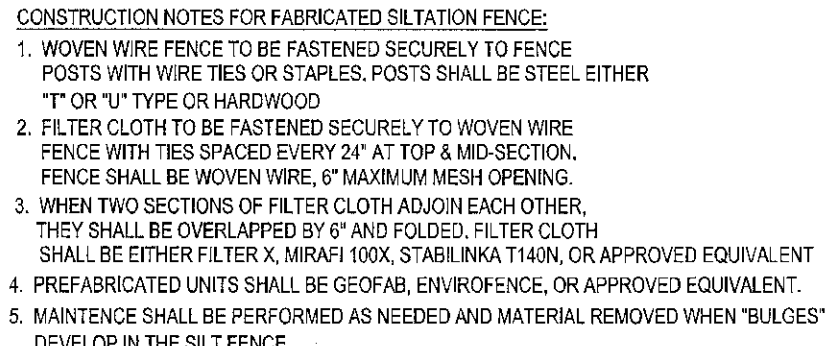 CONSTRUCTION NOTES FOR FABRICATED SILTATION FENCE:
1. WOVEN WIRE FENCE TO BE FASTENED SECURELY TO FENCE
POSTS WITH WIRE TIES OR STAPLES. POSTS SHALL BE STEEL EITHER
"T" OR "U" TYPE OR HARDWOOD
2. FILTER CLOTH TO BE FASTENED SECURELY TO WOVEN WIRE
FENCE WITH TIES SPACED EVERY 24" AT TOP & MID-SECTION.
FENCE SHALL BE WOVEN WIRE, 6" MAXIMUM MESH OPENING.
3. WHEN TWO SECTIONS OF FILTER CLOTH ADJOIN EACH OTHER,
THEY SHALL BE OVERLAPPED BY 6" AND FOLDED. FILTER CLOTH
SHALL BE EITHER FILTER X, MIRAFI 100X, STABILINKA T140N, OR APPROVED EQUIVALENT
4. PREFABRICATED UNITS SHALL BE GEOFAB, ENVIROFENCE, OR APPROVED EQUIVALENT.
5. MAINTENCE SHALL BE PERFORMED AS NEEDED AND MATERIAL REMOVED WHEN "BULGES"
DEVELOP IN THE SILT FENCE